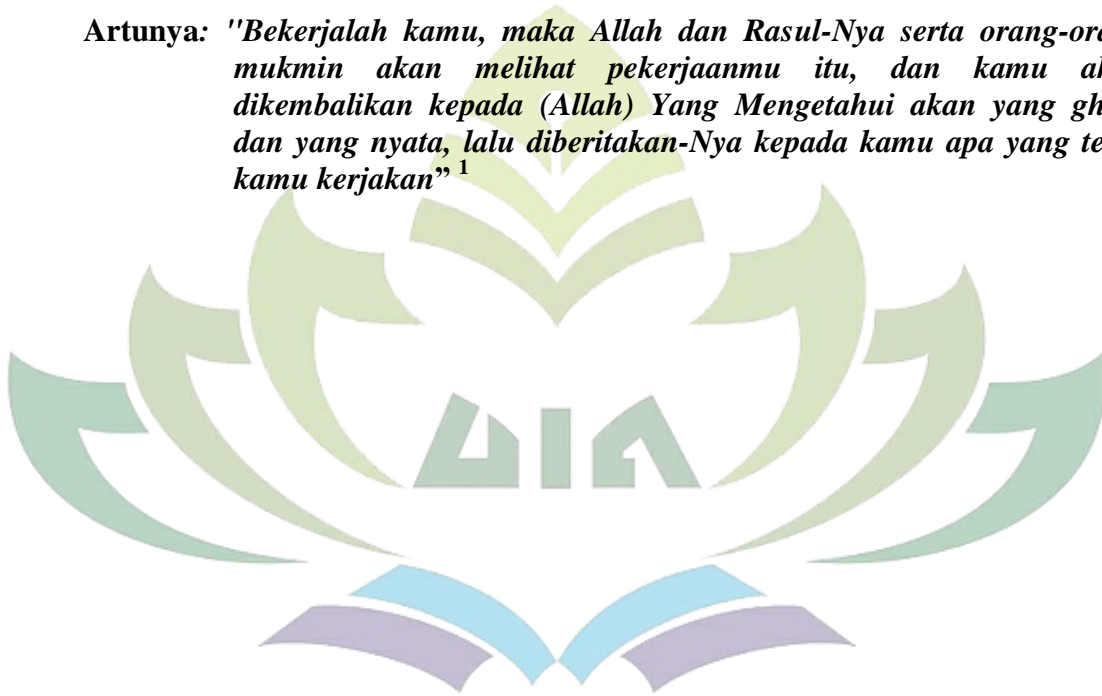 Artunya: "Bekerjalah kamu, maka Allah dan Rasul-Nya serta orang-ora
mukmin akan melihat pekerjaanmu itu, dan kamu
dikembalikan kepada (Allah) Yang Mengetahui akan yang gh
dan yang nyata, lalu diberitakan-Nya kepada kamu apa yang te
kamu kerjakan” 1
UIN